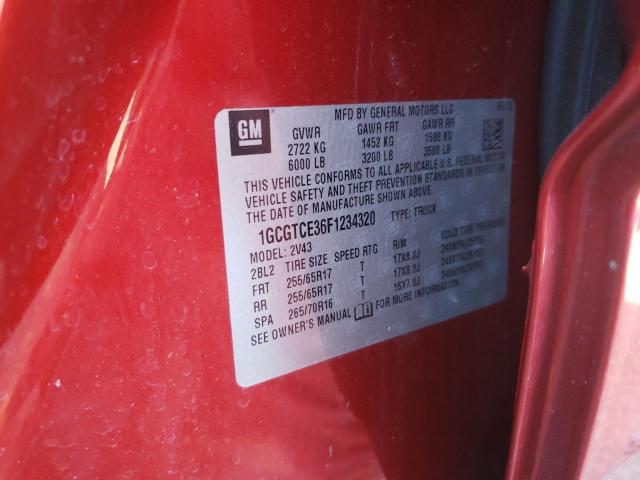 MFD BY GENERAL MOTORS LLC
GM
GVWR GAWR FRT GAWR RR
2722 KG 1452 KG 1588 KG
6000 LB 3200 LB 3500 LB
THIS VEHICLE CONFORMS TO ALL APPLICABLE U.S. FEDERAL MOTOR
VEHICLE SAFETY AND THEFT PREVENTION STANDARDS IN EFFECT ON
THE DATE OF MANUFACTURE SHOWN ABOVE.
1GCGTCE36F1234320 TYPE: TRUCK
MODEL: 2V43
2BL2 TIRE SIZE SPEED RTG RIM COLD TIRE PRESSURE
FRT 255/65R17 T 17X8.0J
RR 255/65R17 T 17X8.0J
SPA 265/70R16 T 16X7.0J
SEE OWNER'S MANUAL FOR MORE INFORMATION